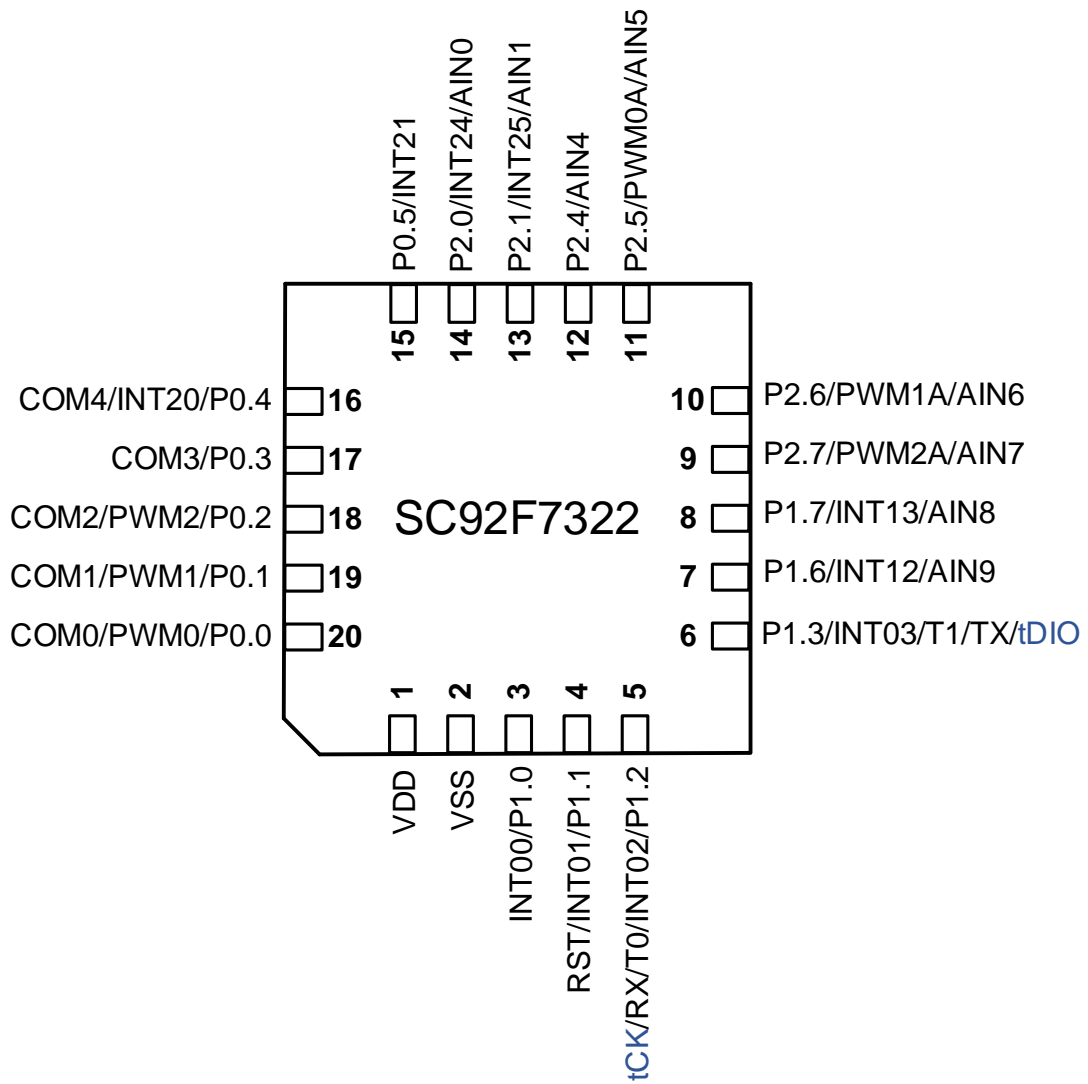 P0.5/INT21
P2.0/INT24/AIN0
P2.1/INT25/AIN1
P2.4/AIN4
P2.5/PWM0A/AIN5
15
14
13
12
11
COM4/INT20/P0.4
16
10
P2.6/PWM1A/AIN6
COM3/P0.3
17
9
P2.7/PWM2A/AIN7
COM2/PWM2/P0.2
18
SC92F7322
8
P1.7/INT13/AIN8
COM1/PWM1/P0.1
19
7
P1.6/INT12/AIN9
COM0/PWM0/P0.0
20
6
P1.3/INT03/T1/TX/tDIO
1
2
3
4
5
VDD
VSS
INT00/P1.0
RST/INT01/P1.1
tCK/RX/T0/INT02/P1.2